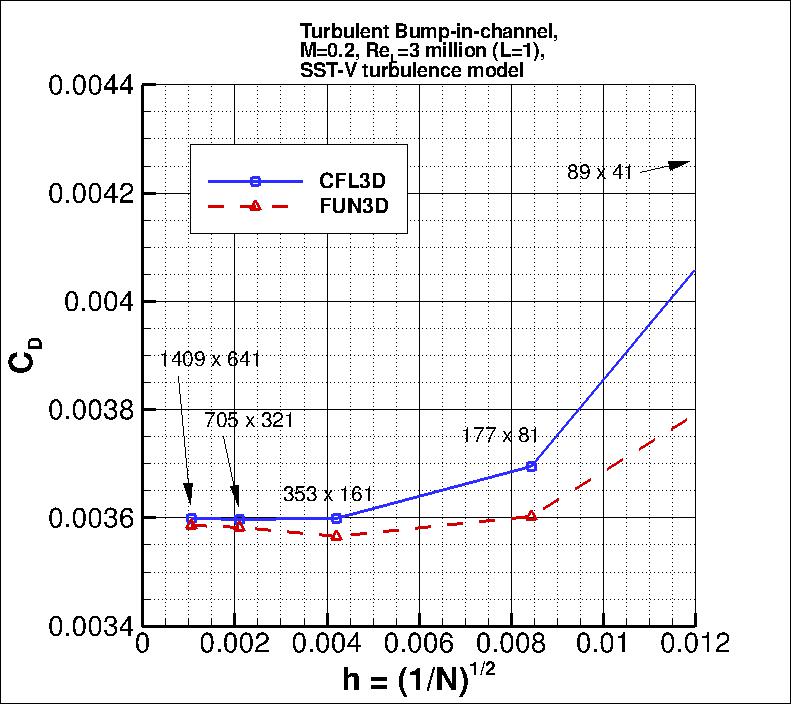 Turbulent Bump-in-channel,
M=0.2, Re_L=3 million (L=1),
SST-V turbulence model
0.0044
89 x 41
0.0042
CFL3D
FUN3D
0.004
C_D
1409 x 641
0.0038
705 x 321
177 x 81
353 x 161
0.0036
0.0034
0 0.002 0.004 0.006 0.008 0.01 0.012
h = (1/N)^1/2